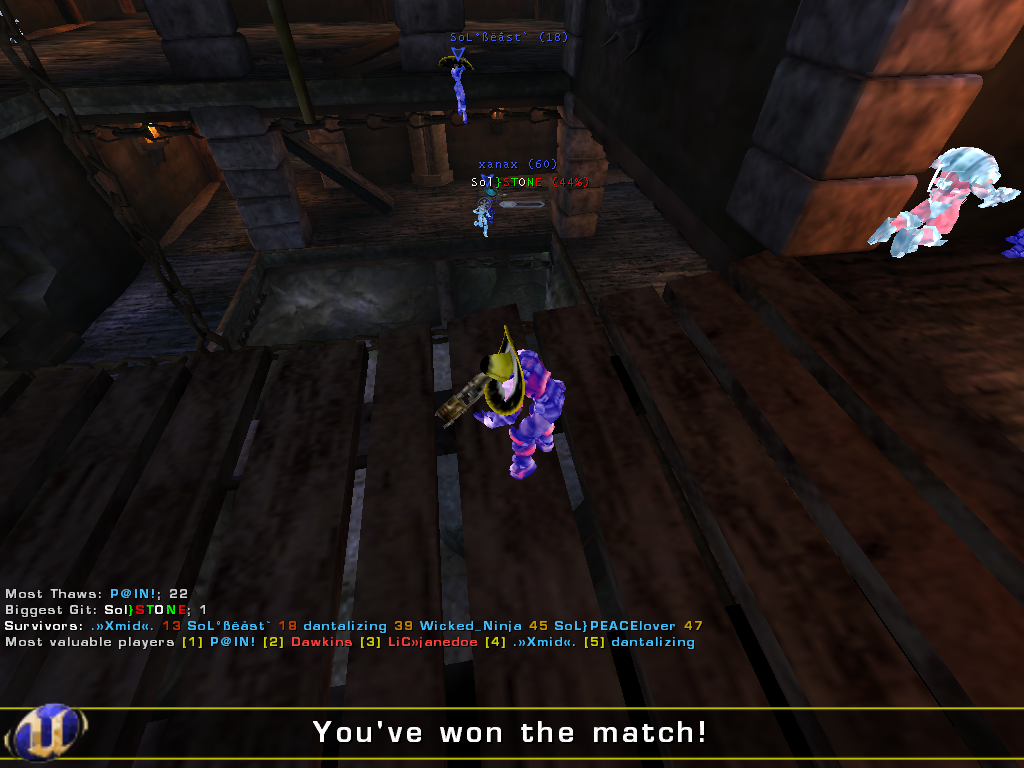 SoL°ßëâst` (18)
xanax (60)
Sol}STONE (44%)
Most Thaws: P@IN!; 22
Biggest Git: Sol}STONE; 1
Survivors: .»Xmid«. 13 SoL°ßëâst` 18 dantalizing 39 Wicked_Ninja 45 SoL}PEACElover 47
Most valuable players [1] P@IN! [2] Dawkins [3] LiC»janedoe [4] .»Xmid«. [5] dantalizing
You've won the match!